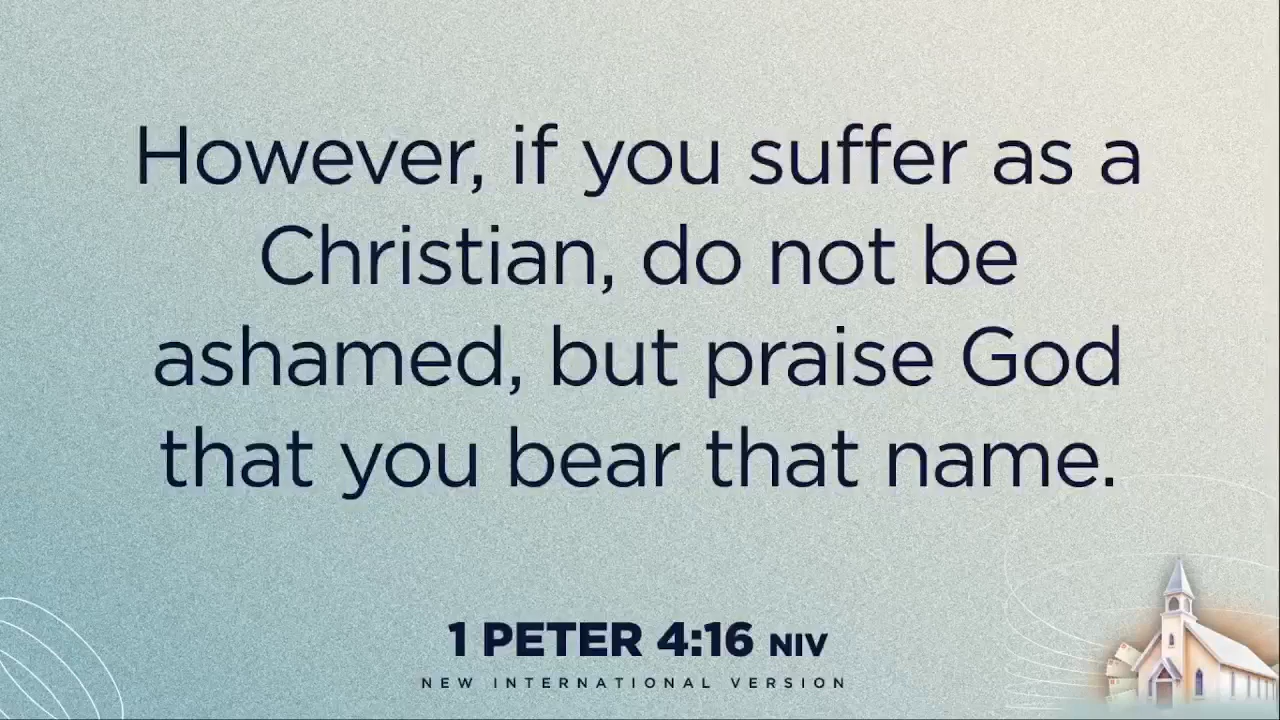 However, if you suffer as a
Christian, do not be
ashamed, but praise God
that you bear that name.
1 PETER 4:16 NIV
NEW INTERNATIONAL VERSION